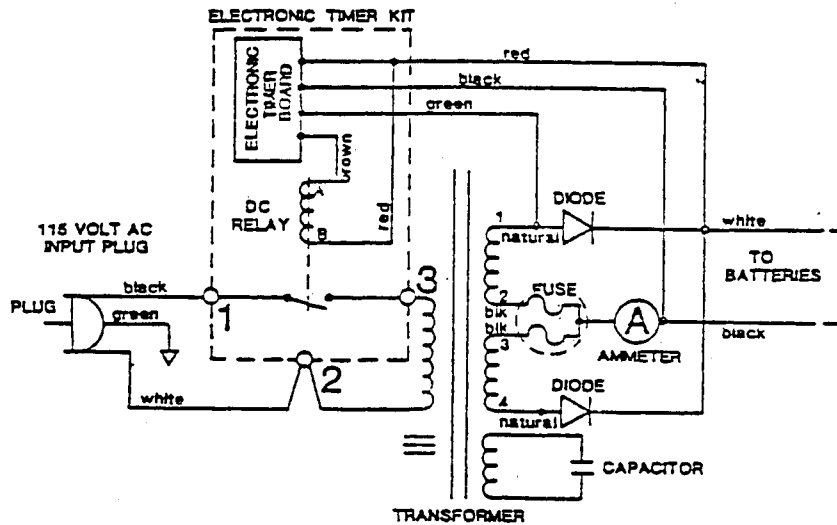 ELECTRONIC TIMER KIT
ELECTRONIC
TIMER
BOARD
red
black
green
brown
A
DC
RELAY
B
red
115 VOLT AC
INPUT PLUG
PLUG
black
green
white
1
2
3
1
natural
DIODE
white
TO
BATTERIES
2
blk
FUSE
blk
3
A
AMMETER
black
DIODE
4
natural
CAPACITOR
TRANSFORMER